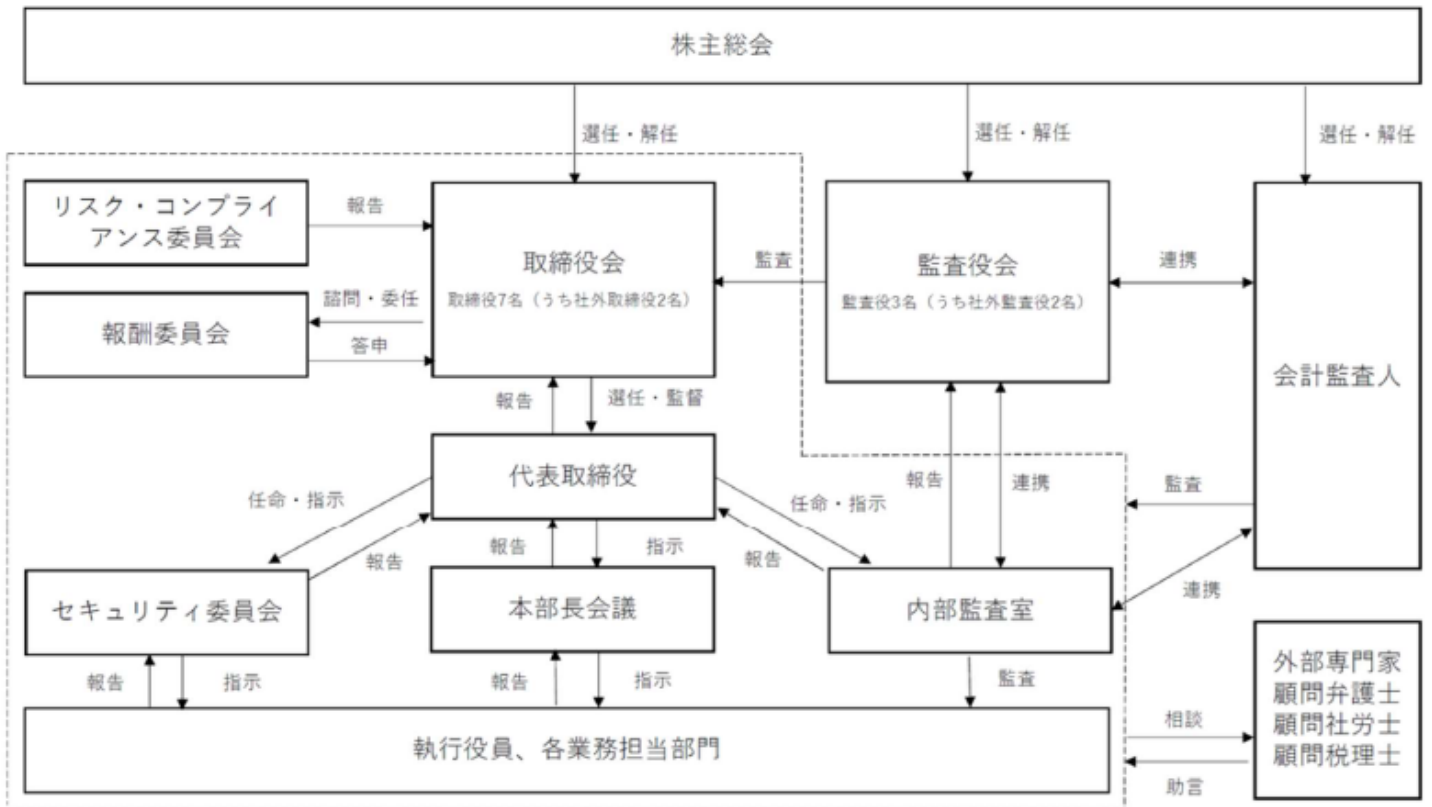 株主総会
選任・解任
選任・解任
選任・解任
リスク・コンプライ
アンス委員会
報告
取締役会
取締役7名（うち社外取締役2名）
監査
監査役会
監査役3名（うち社外監査役2名）
連携
会計監査人
諮問・委任
報酬委員会
答申
報告
選任・監督
代表取締役
任命・指示
報告
報告
指示
任命・指示
報告
報告
連携
監査
連携
セキュリティ委員会
本部長会議
内部監査室
報告
指示
報告
指示
監査
執行役員、各業務担当部門
相談
助言
外部専門家
顧問弁護士
顧問社労士
顧問税理士